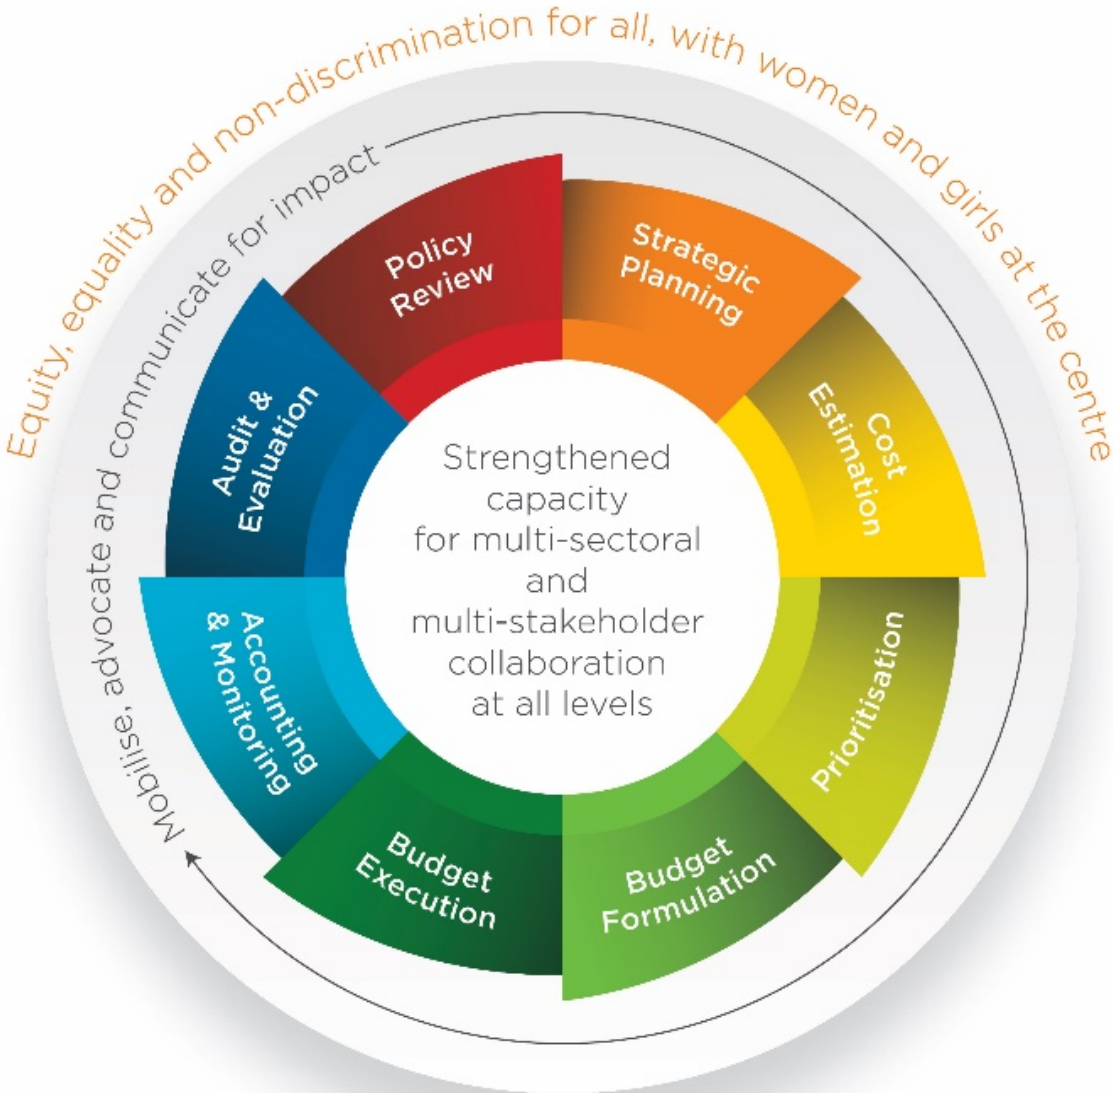 Equity, equality and non-discrimination for all, with women and girls at the centre
Mobilise, advocate and communicate for impact
Policy
Review
Strategic
Planning
Cost
Estimation
Prioritisation
Budget
Formulation
Budget
Execution
Accounting
& Monitoring
Audit &
Evaluation
Strengthened
capacity
for multi-sectoral
and
multi-stakeholder
collaboration
at all levels